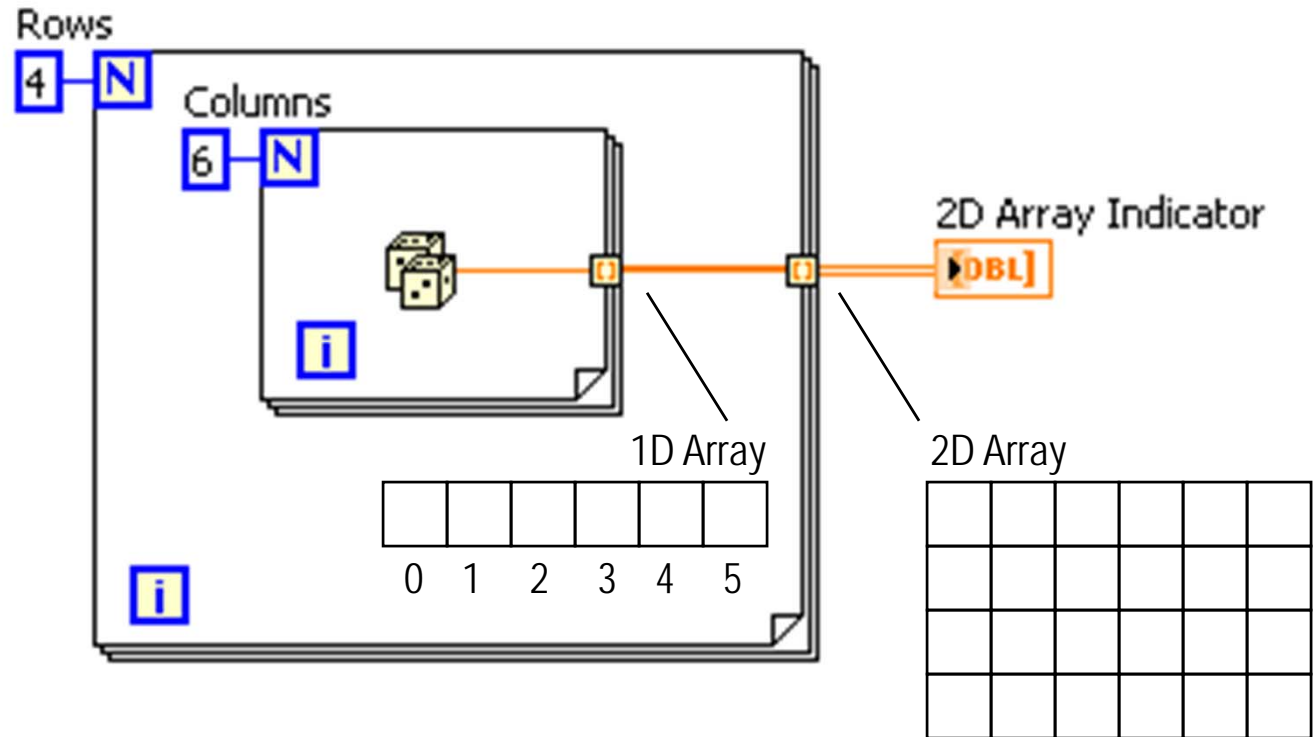 Rows
4 N
Columns
6 N
2D Array Indicator
[DBL]
i
1D Array
2D Array
0 1 2 3 4 5
i